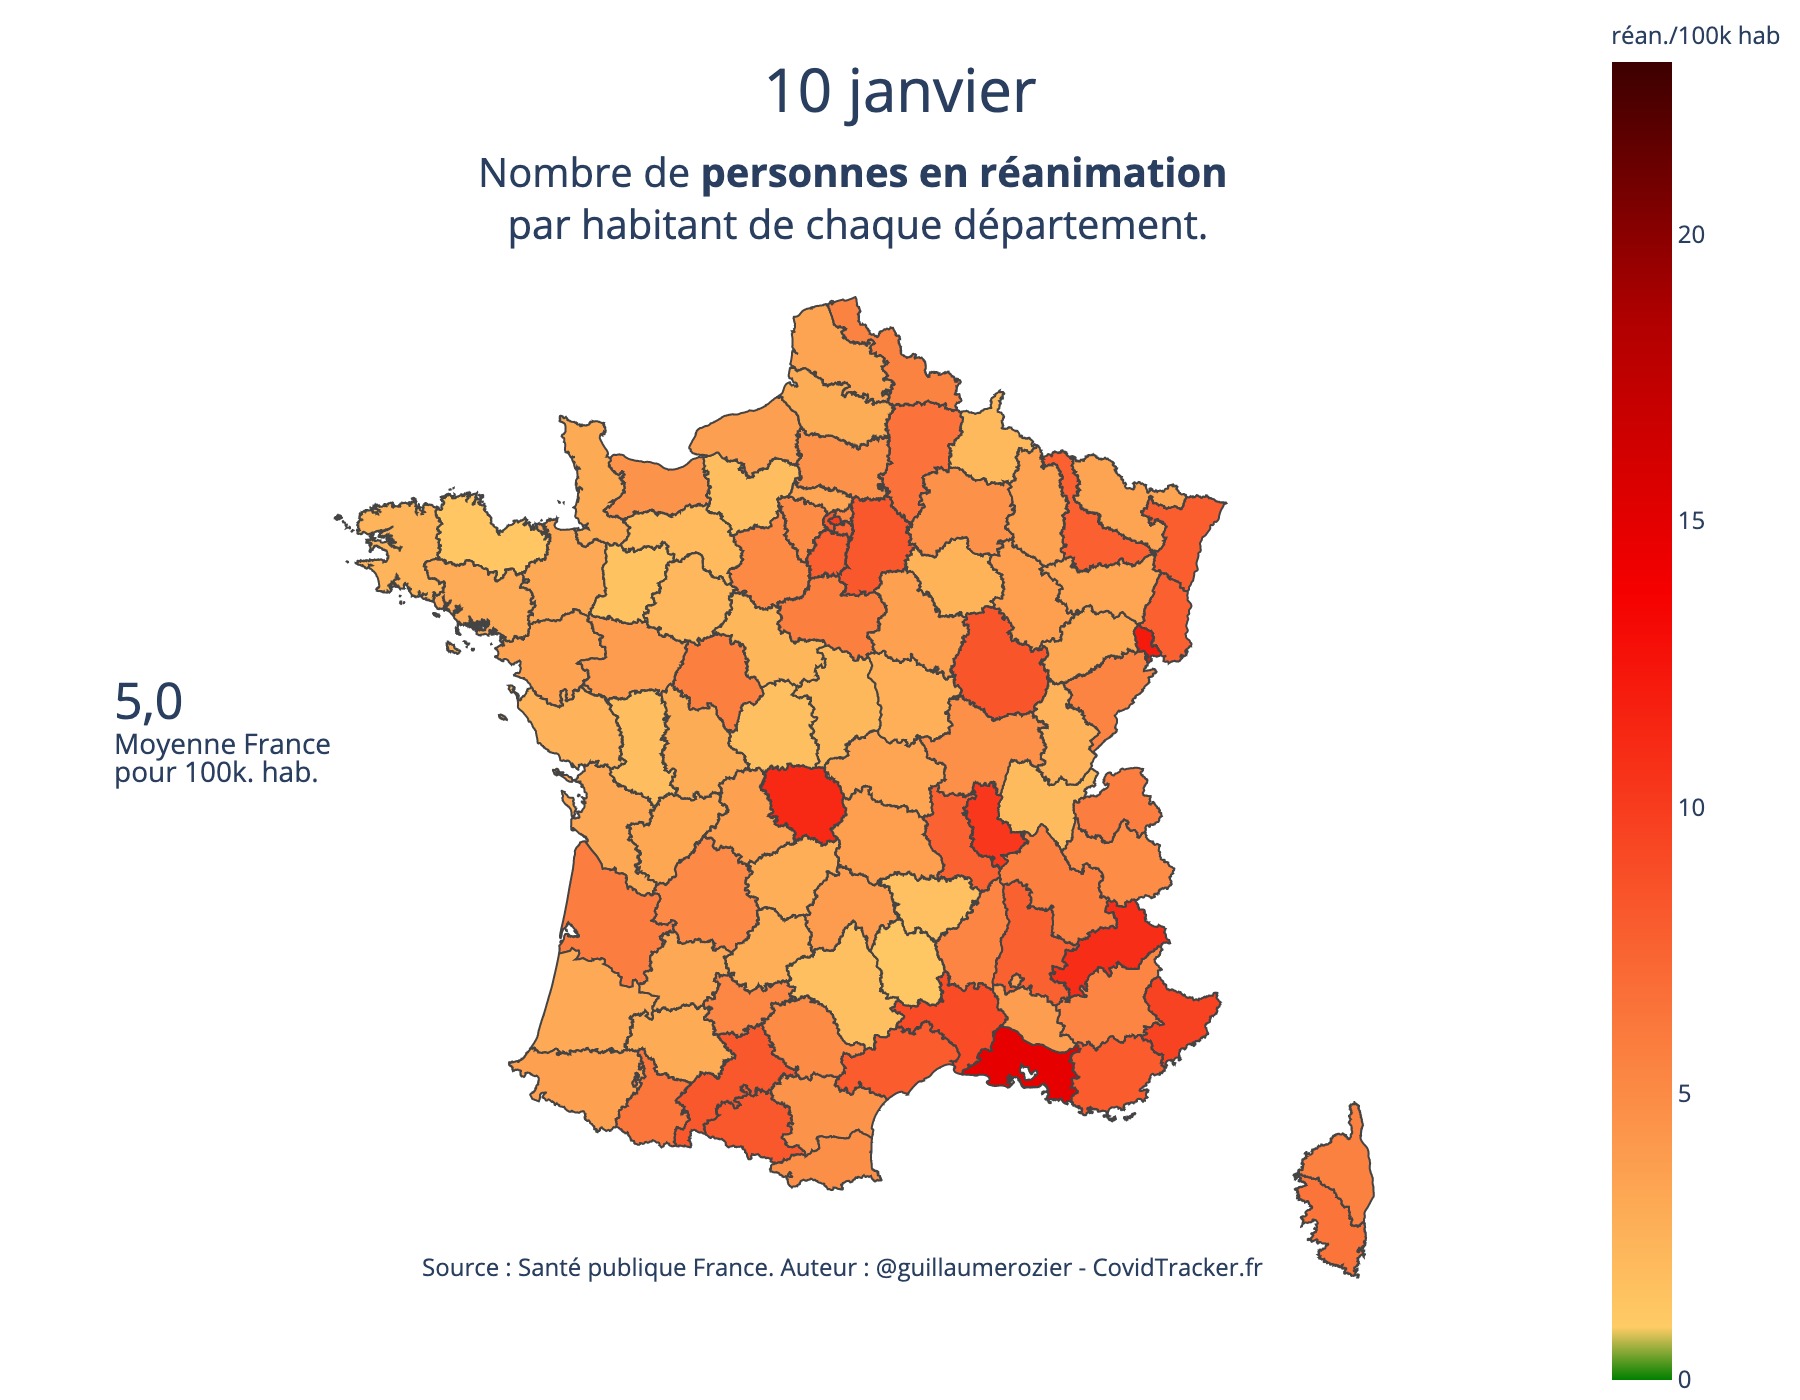 réan./100k hab
10 janvier
Nombre de personnes en réanimation
par habitant de chaque département.
20
15
10
5
0
5,0
Moyenne France
pour 100k. hab.
Source : Santé publique France. Auteur : @guillaumerozier - CovidTracker.fr